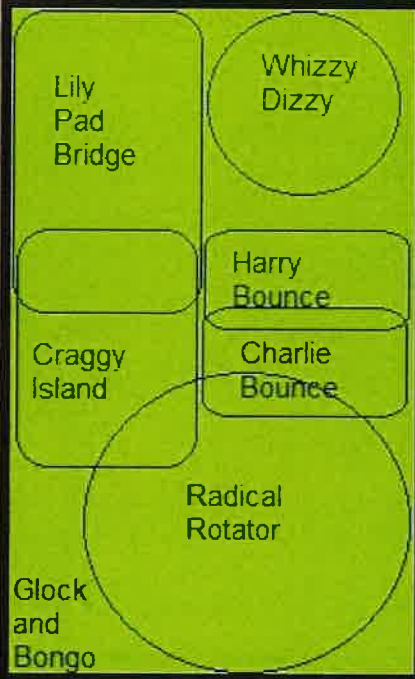 Lily
Pad
Bridge
Whizzy
Dizzy
Harry
Bounce
Craggy
Island
Charlie
Bounce
Radical
Rotator
Glock
and
Bongo